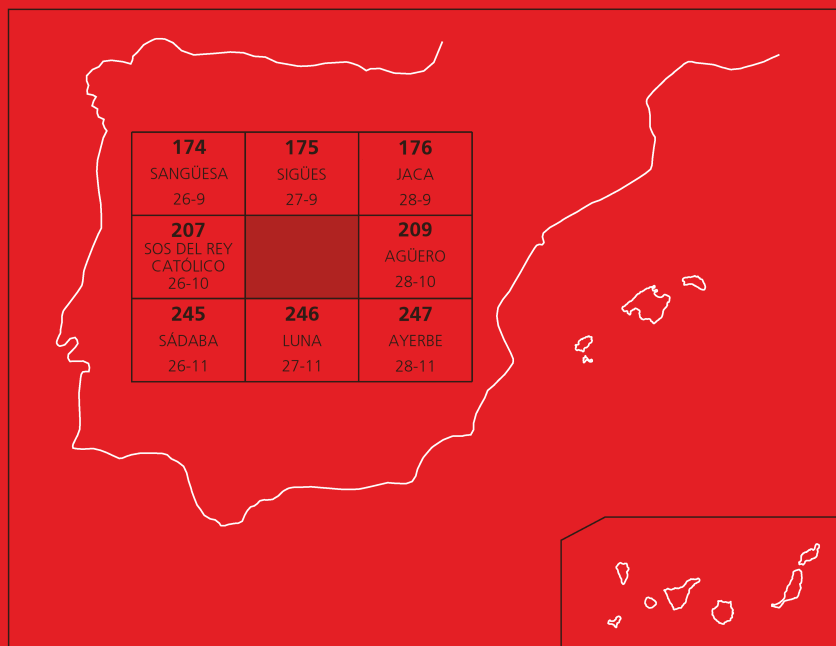 174
SANGÜESA
26-9
175
SIGÜES
27-9
176
JACA
28-9
207
SOS DEL REY
CATÓLICO
26-10
209
AGÜERO
28-10
245
SÁDABA
26-11
246
LUNA
27-11
247
AYERBE
28-11